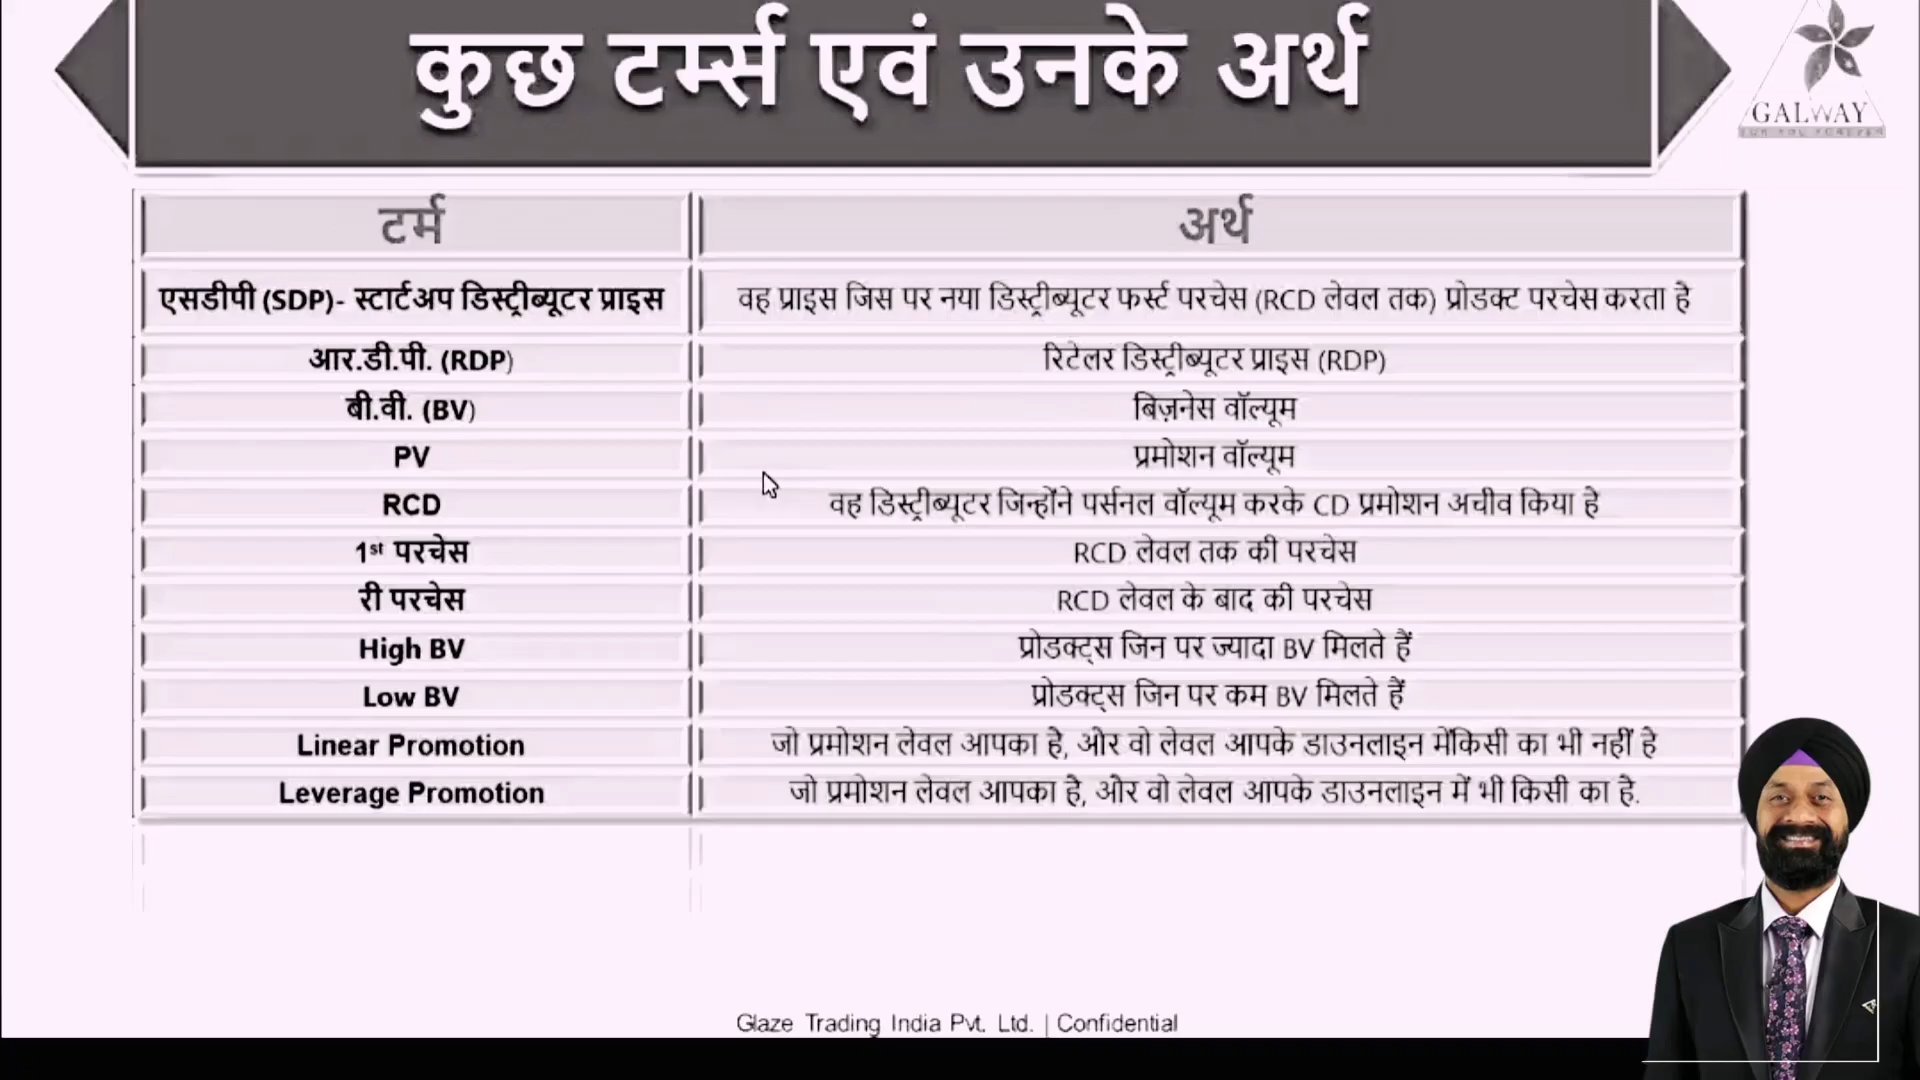 कुछ टर्म्स एवं उनके अर्थ
GALWAY
FOR YOU FOREVER
टर्म अर्थ
एसडीपी (SDP)- स्टार्टअप डिस्ट्रीब्यूटर प्राइस वह प्राइस जिस पर नया डिस्ट्रीब्यूटर फर्स्ट परचेस (RCD लेवल तक) प्रोडक्ट परचेस करता है
आर.डी.पी. (RDP) रिटेलर डिस्ट्रीब्यूटर प्राइस (RDP)
बी.वी. (BV) बिज़नेस वॉल्यूम
PV प्रमोशन वॉल्यूम
RCD वह डिस्ट्रीब्यूटर जिन्होंने पर्सनल वॉल्यूम करके CD प्रमोशन अचीव किया है
1st परचेस RCD लेवल तक की परचेस
री परचेस RCD लेवल के बाद की परचेस
High BV प्रोडक्ट्स जिन पर ज्यादा BV मिलते हैं
Low BV प्रोडक्ट्स जिन पर कम BV मिलते हैं
Linear Promotion जो प्रमोशन लेवल आपका है, और वो लेवल आपके डाउनलाइन मेंकिसी का भी नहीं है
Leverage Promotion जो प्रमोशन लेवल आपका है, और वो लेवल आपके डाउनलाइन में भी किसी का है.
Glaze Trading India Pvt. Ltd. | Confidential